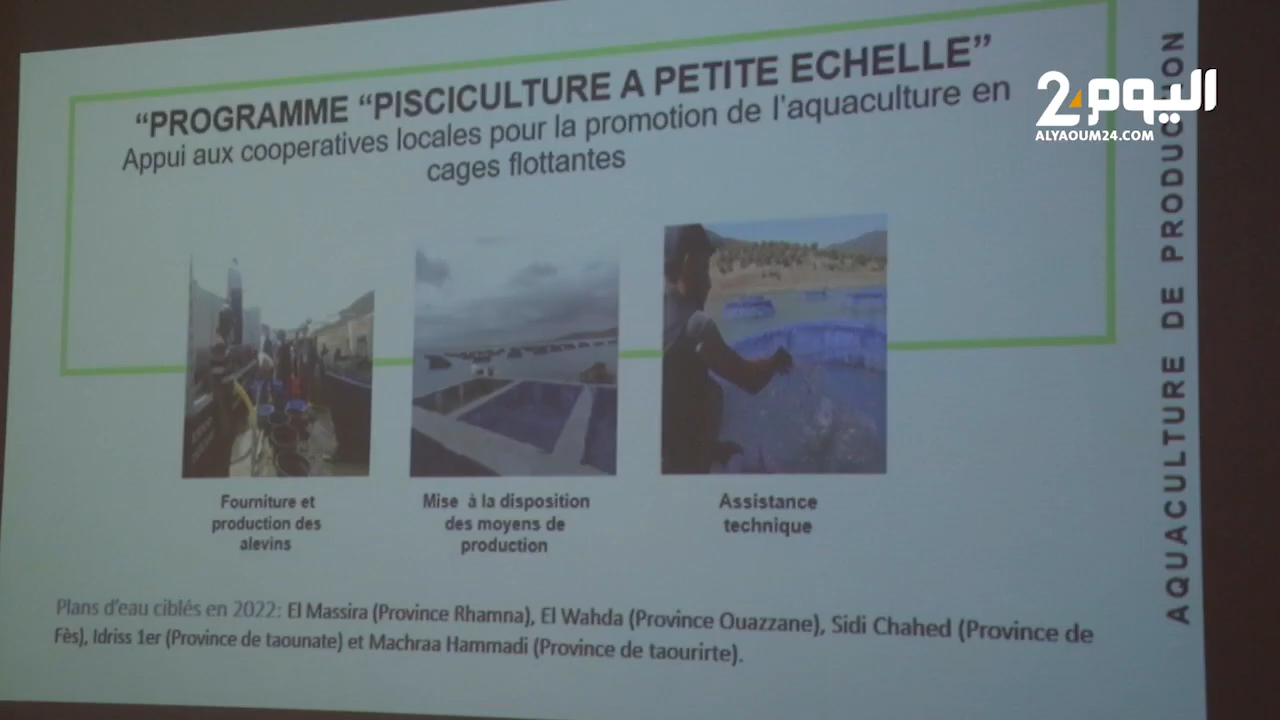 “PROGRAMME “PISCICULTURE A PETITE ECHELLE”
Appui aux cooperatives locales pour la promotion de l’aquaculture en
cages flottantes
اليوم24
ALYAOUM24.COM
AQUACULTURE DE PRODUCTION
Fourniture et
production des
alevins
Mise à la disposition
des moyens de
production
Assistance
technique
Plans d’eau ciblés en 2022: El Massira (Province Rhamna), El Wahda (Province Ouazzane), Sidi Chahed (Province de
Fès), Idriss 1er (Province de taounate) et Machraa Hammadi (Province de taourirte).